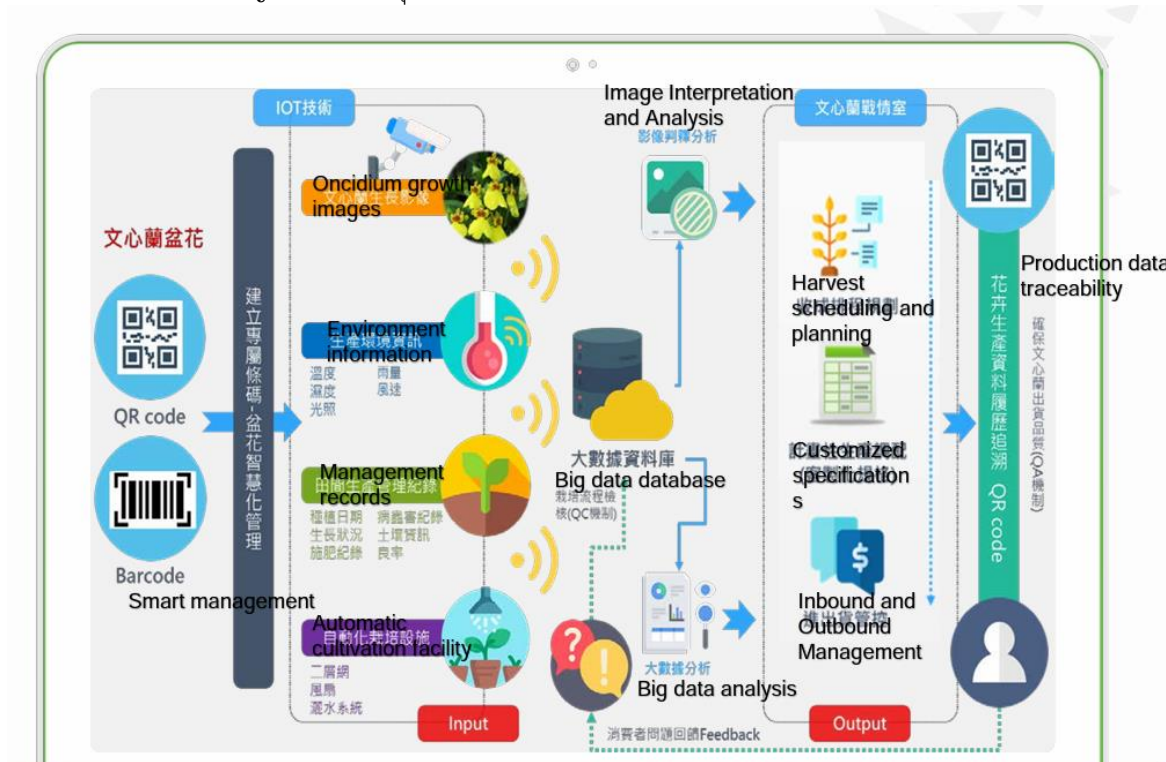 IOT技術
Image Interpretation
and Analysis
影像判釋分析
文心蘭戰情室
Oncidium growth
images
文心蘭生長影像
文心蘭盆花
QR code
Barcode
Smart management
建立專屬條碼-盆花智慧化管理
Environment
information
生產環境資訊
溫度 雨量
濕度 風速
光照
Management
records
田間生產管理紀錄
種植日期 病蟲害紀錄
生長狀況 土壤資訊
施肥紀錄 良率
Automatic
cultivation facility
自動化栽培設施
二層網
風扇
灑水系統
Input
大數據資料庫
Big data database
栽培流程檢
核(QC機制)
大數據分析
Big data analysis
消費者問題回饋Feedback
Harvest
scheduling and
planning
Customized
specification
s
Inbound and
Outbound
Management
進出貨管控
Output
Production data
traceability
花卉生產資料履歷追溯 QR code
確保文心蘭出貨品質(QA機制)